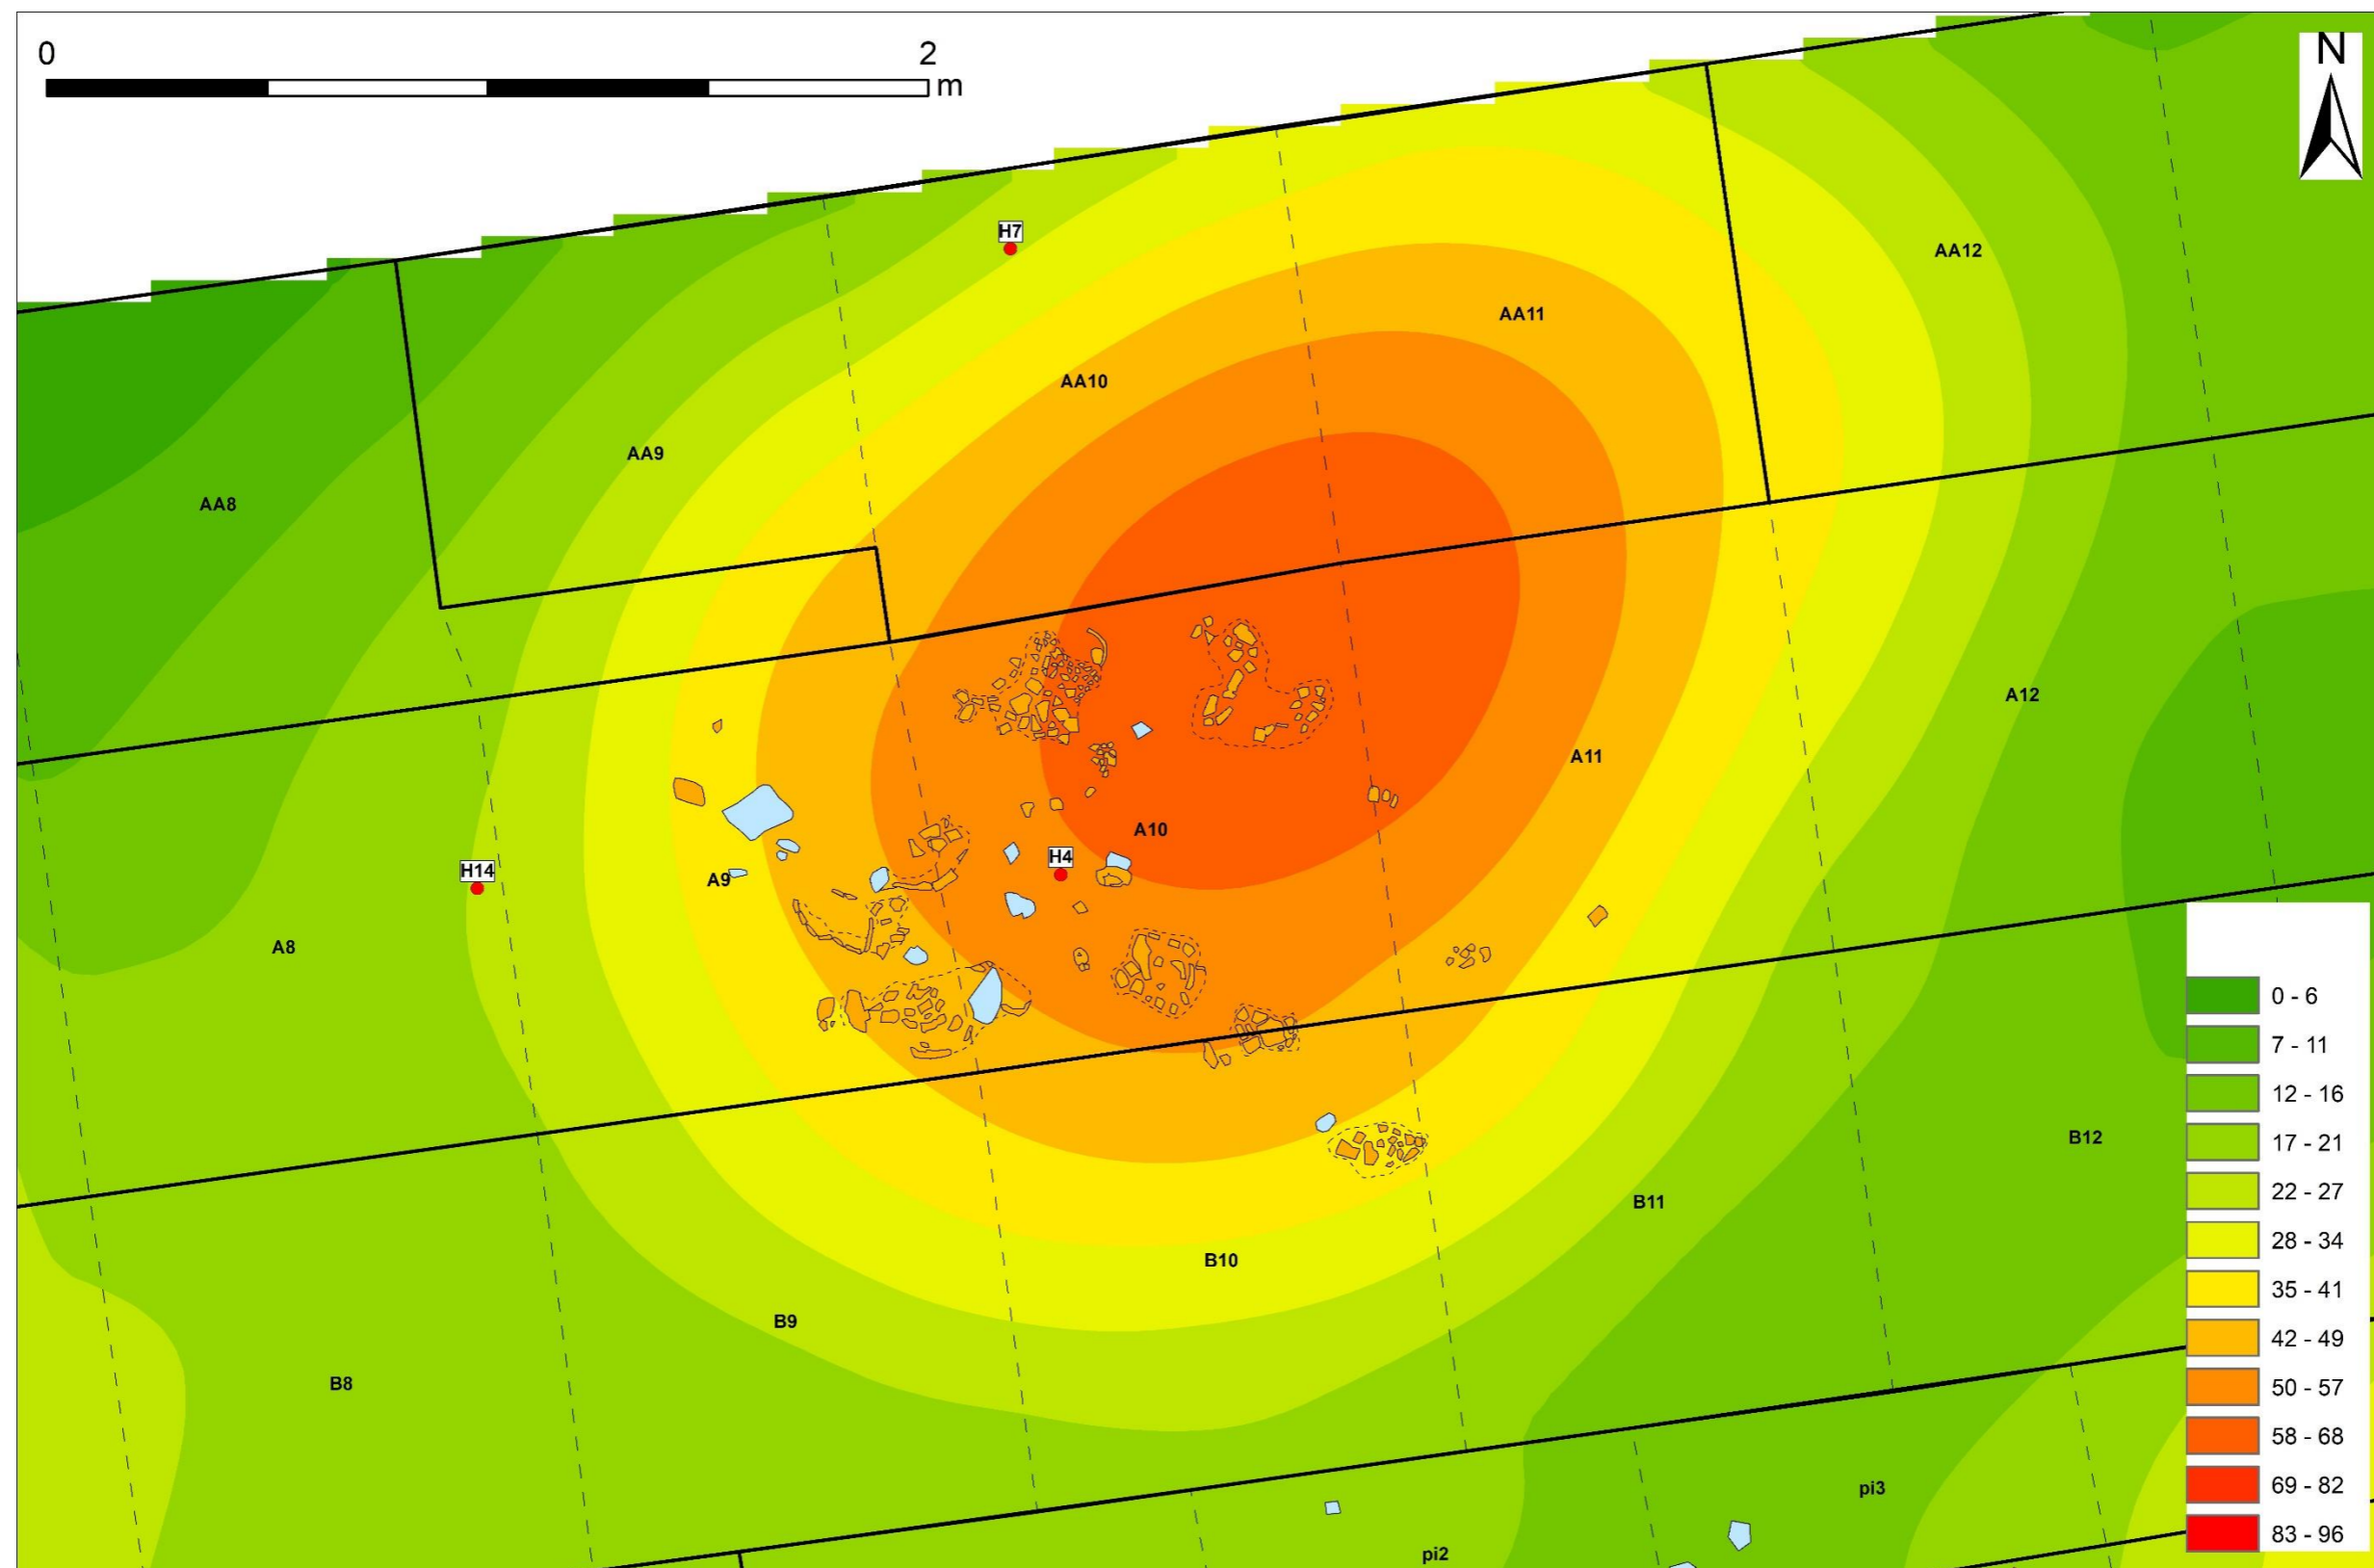 0 2
m
N
H7
AA12
AA11
AA10
AA9
AA8
A12
A11
A10
H4
H14
A9
A8
B12
B11
B10
B9
B8
pi3
pi2
0 - 6
7 - 11
12 - 16
17 - 21
22 - 27
28 - 34
35 - 41
42 - 49
50 - 57
58 - 68
69 - 82
83 - 96